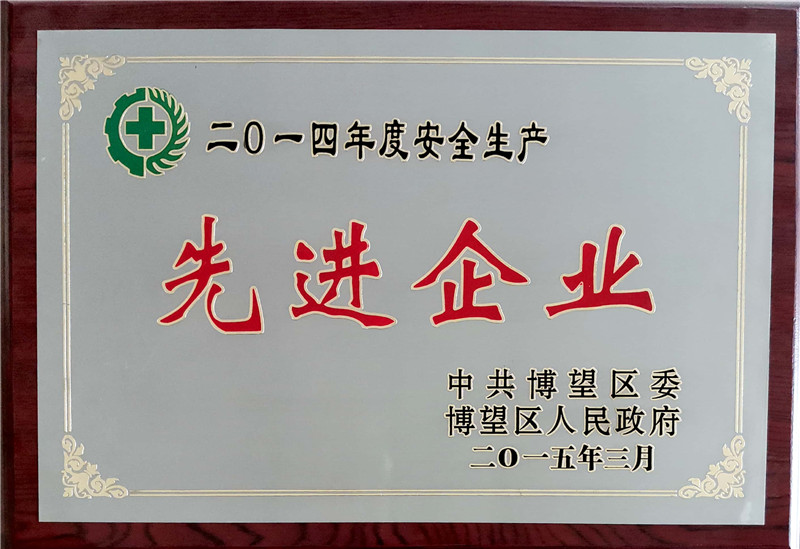 二〇一四年度安全生产
先进企业
中共博望区委
博望区人民政府
二〇一五年三月